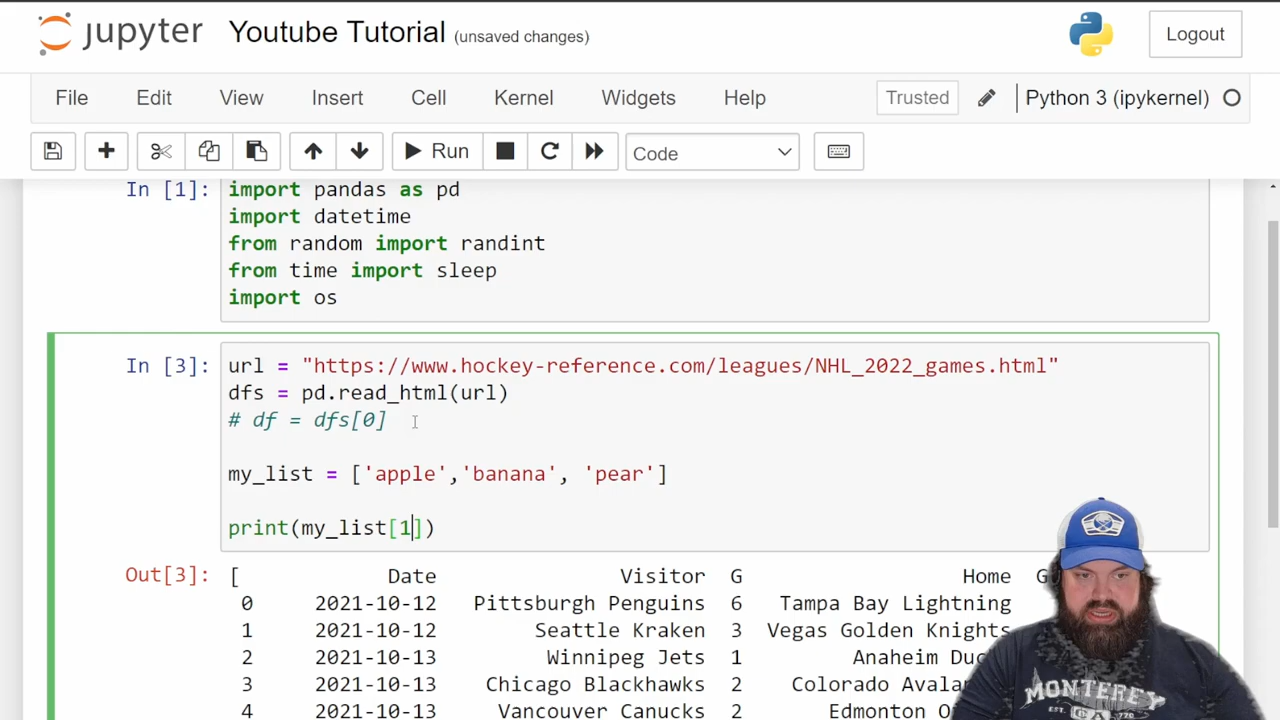 jupyter Youtube Tutorial (unsaved changes) Logout
File Edit View Insert Cell Kernel Widgets Help Trusted Python 3 (ipykernel)
Run Code
In [1]: import pandas as pd
import datetime
from random import randint
from time import sleep
import os
In [3]: url = "https://www.hockey-reference.com/leagues/NHL_2022_games.html"
dfs = pd.read_html(url)
# df = dfs[0]
my_list = ['apple','banana', 'pear']
print(my_list[1])
Out[3]: [ Date Visitor G Home
0 2021-10-12 Pittsburgh Penguins 6 Tampa Bay Lightning
1 2021-10-12 Seattle Kraken 3 Vegas Golden Knights
2 2021-10-13 Winnipeg Jets 1 Anaheim
3 2021-10-13 Chicago Blackhawks 2 Colorado
4 2021-10-13 Vancouver Canucks 2 Edmonton
MONTEREY